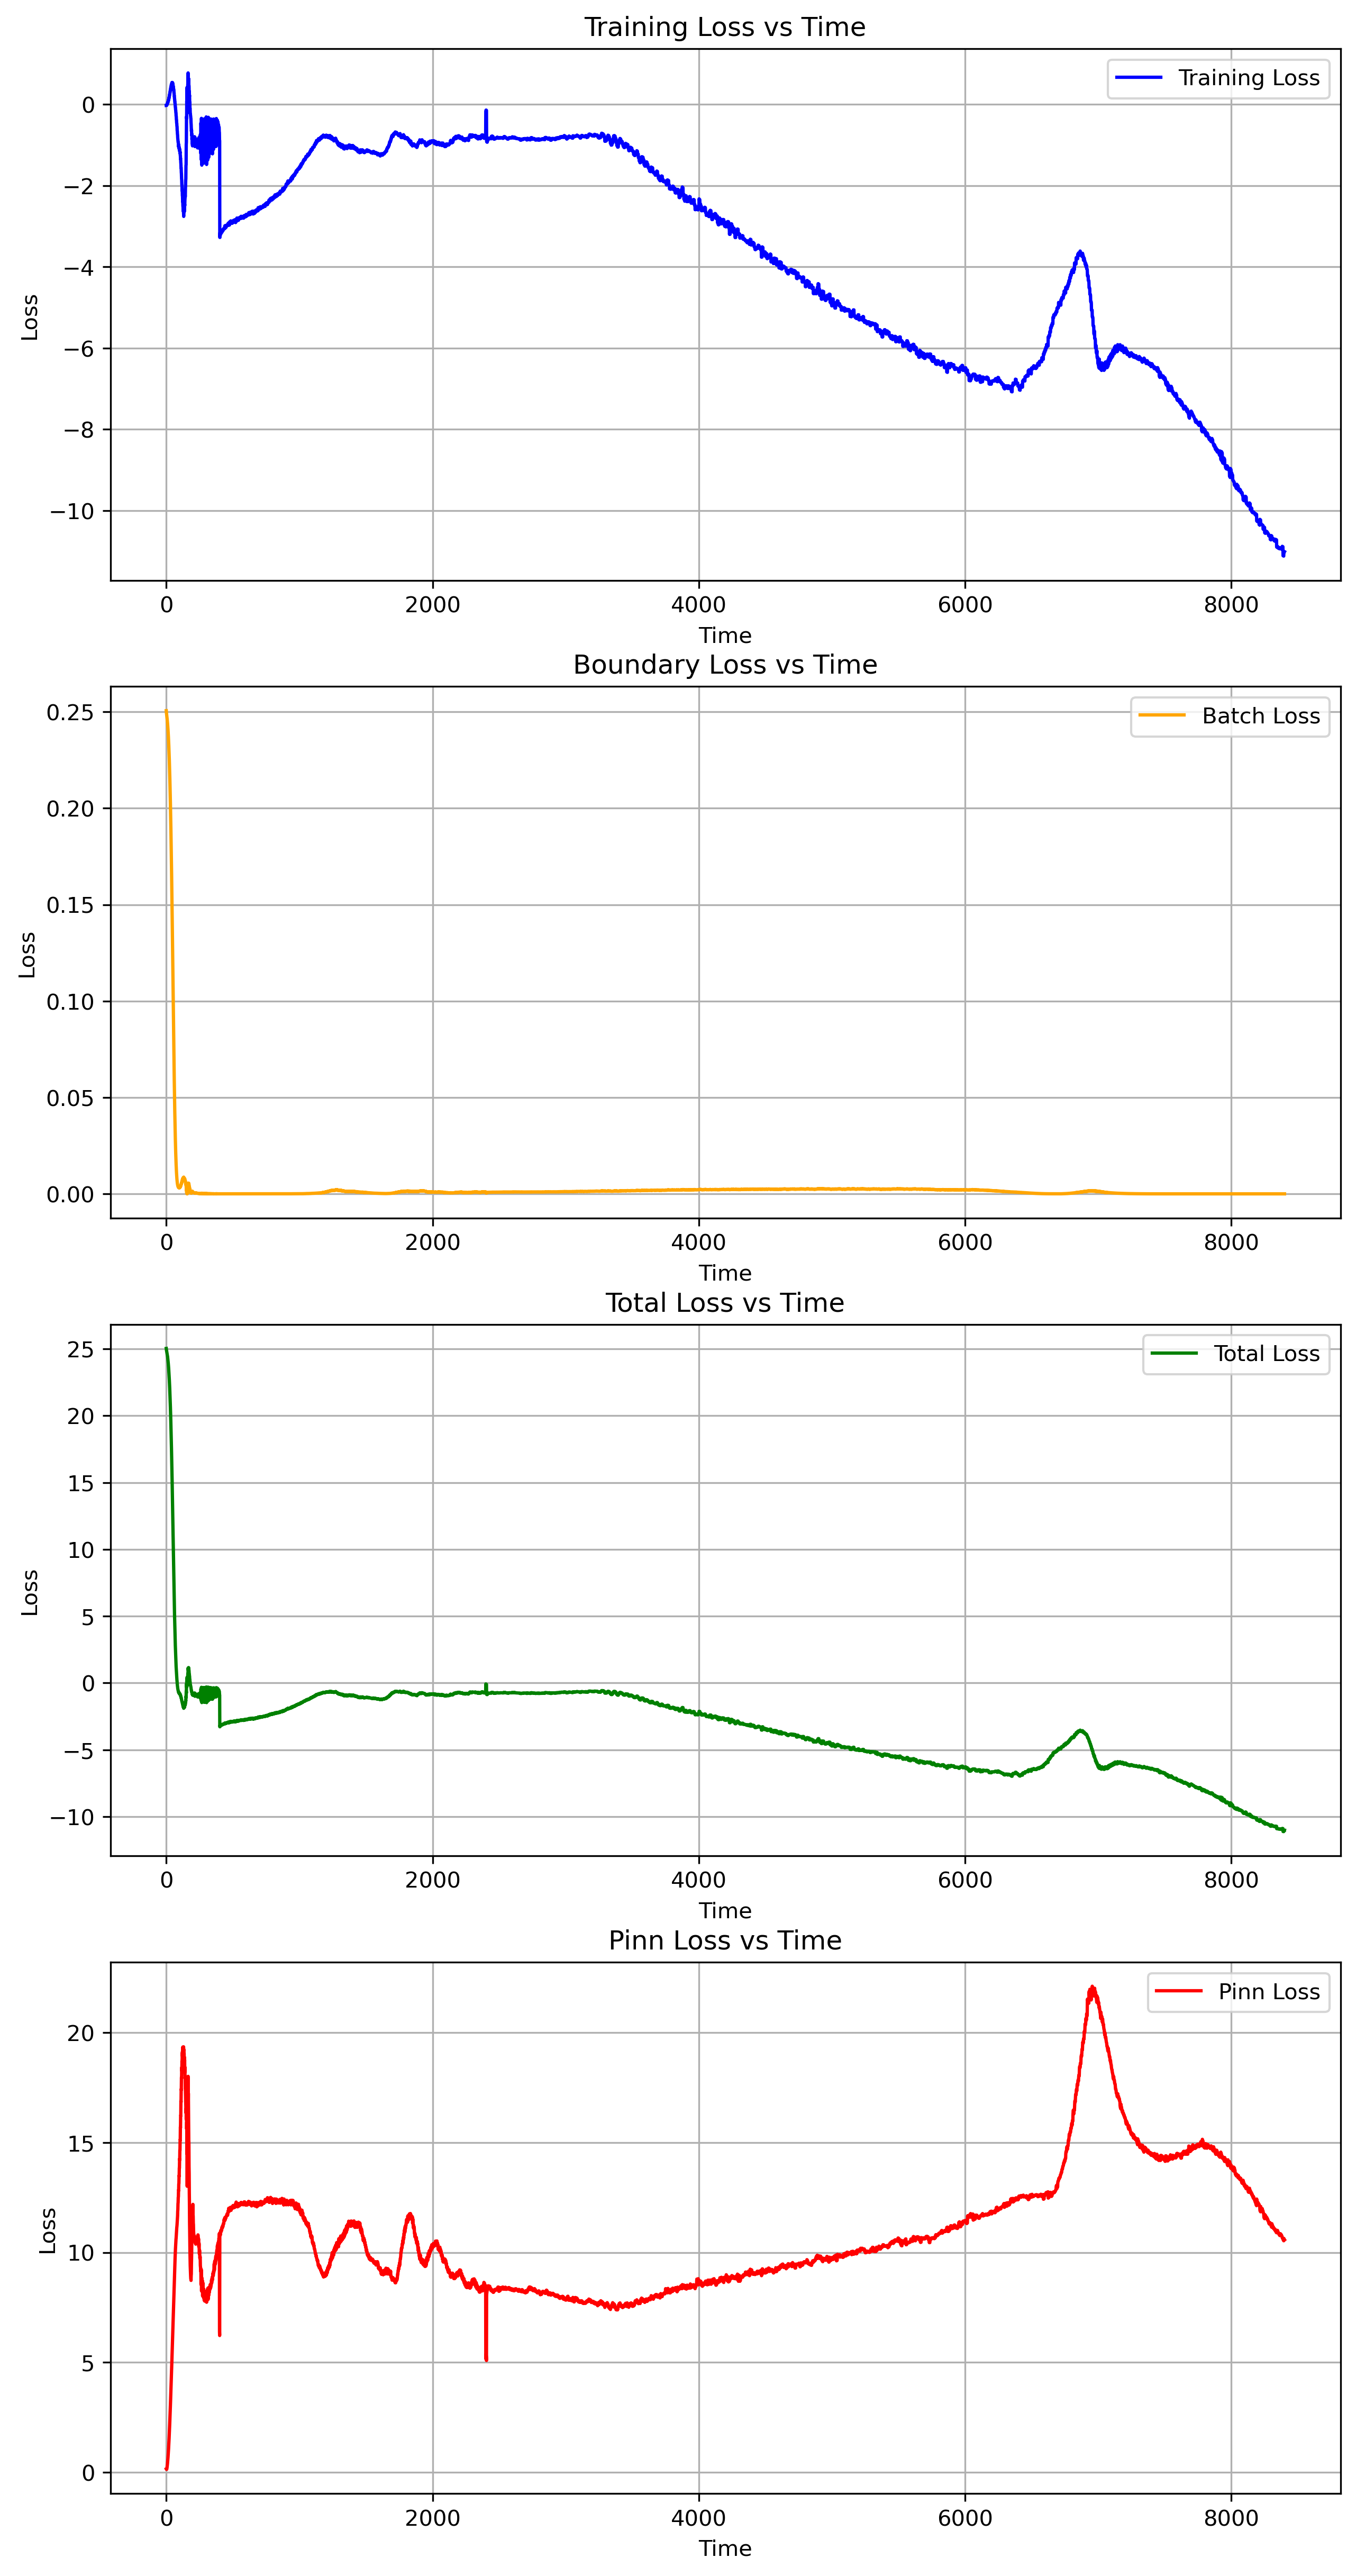 Training Loss vs Time
Training Loss
0
−2
−4
−6
−8
−10
Loss
0 2000 4000 6000 8000
Time
Boundary Loss vs Time
Batch Loss
0.25
0.20
0.15
0.10
0.05
0.00
Loss
0 2000 4000 6000 8000
Time
Total Loss vs Time
Total Loss
25
20
15
10
5
0
−5
−10
Loss
0 2000 4000 6000 8000
Time
Pinn Loss vs Time
Pinn Loss
20
15
10
5
0
Loss
0 2000 4000 6000 8000
Time